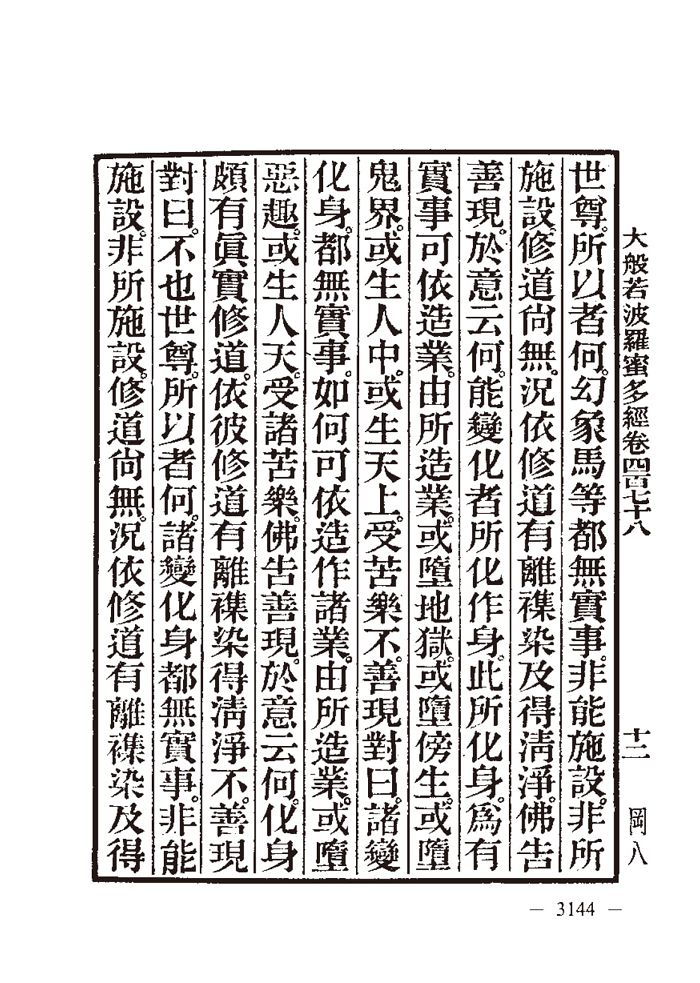 大般若波羅蜜多經卷四百七十八
十二
岡八
世尊。所以者何。幻象馬等都無實事。非能施設。非所
施設。修道尙無。況依修道有離襍染及得淸淨。佛告
善現。於意云何。能變化者所化作身。此所化身。爲有
實事可依造業。由所造業。或墮地獄。或墮傍生。或墮
鬼界。或生人中。或生天上。受苦樂不。善現對曰。諸變
化身。都無實事。如何可依造作諸業。由所造業。或墮
惡趣。或生人天。受諸苦樂。佛告善現。於意云何。化身
頗有眞實修道。依彼修道有離襍染得淸淨不。善現
對曰。不也世尊。所以者何。諸變化身都無實事。非能
施設。非所施設。修道尙無。況依修道有離襍染及得
— 3144 —